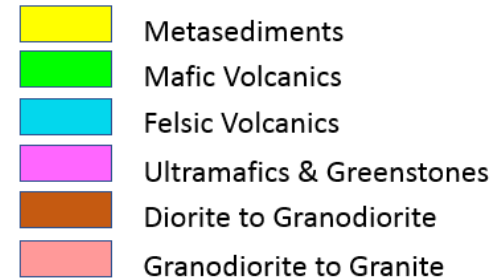 Metasediments
Mafic Volcanics
Felsic Volcanics
Ultramafics & Greenstones
Diorite to Granodiorite
Granodiorite to Granite